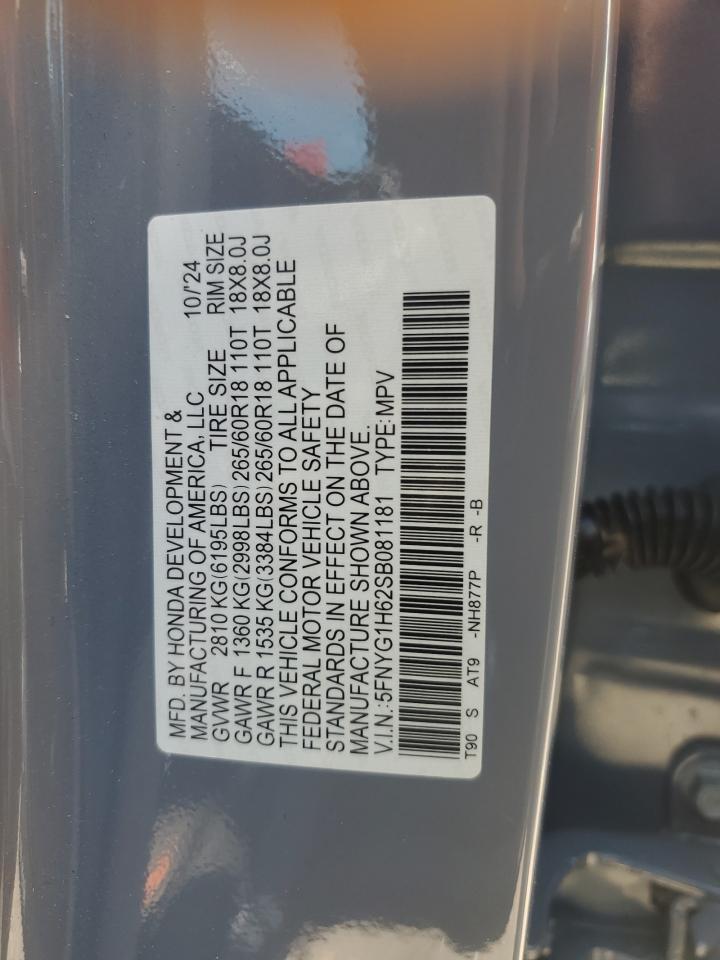 MFD. BY HONDA DEVELOPMENT &
MANUFACTURING OF AMERICA, LLC 10/'24
GVWR 2810 KG(6195LBS) TIRE SIZE RIM SIZE
GAWR F 1360 KG(2998LBS)265/60R18 110T 18X8.0J
GAWR R 1535 KG(3384LBS)265/60R18 110T 18X8.0J
THIS VEHICLE CONFORMS TO ALL APPLICABLE
FEDERAL MOTOR VEHICLE SAFETY
STANDARDS IN EFFECT ON THE DATE OF
MANUFACTURE SHOWN ABOVE.
V.I.N.:5FNYG1H62SB081181 TYPE:MPV
T90 S AT9 -NH877P -R -B